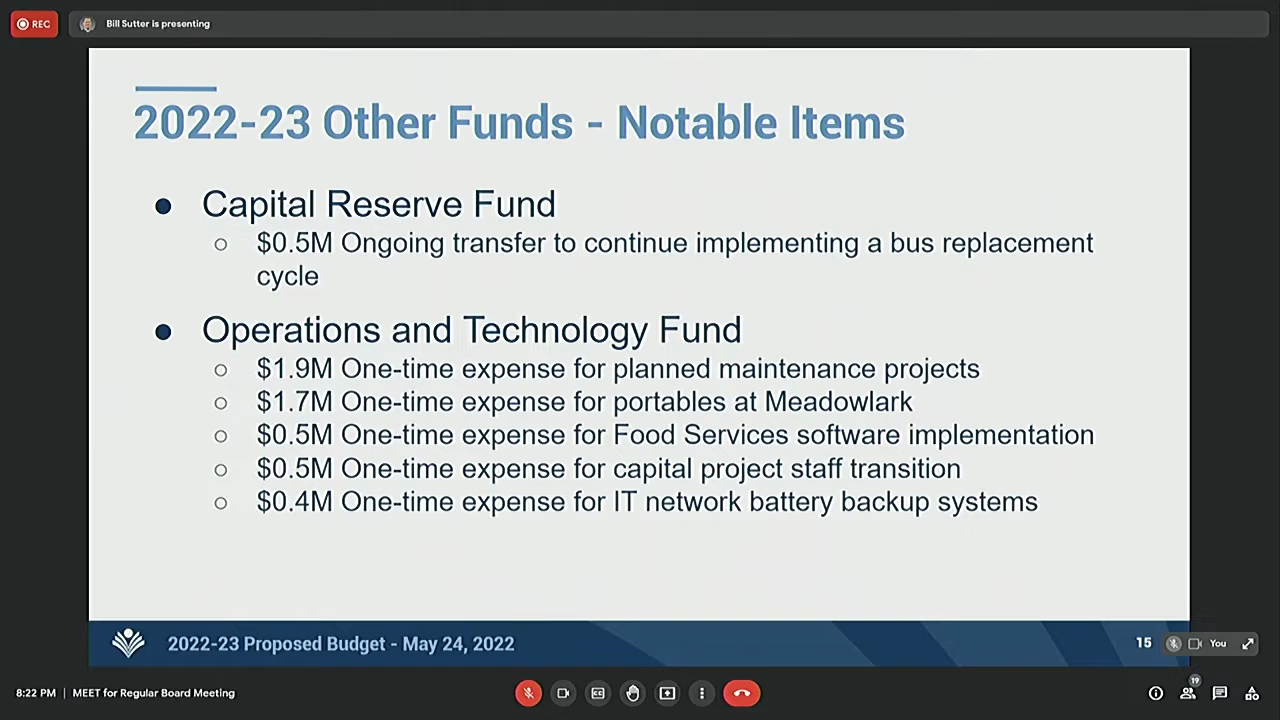 REC
Bill Sutter is presenting
2022-23 Other Funds - Notable Items
● Capital Reserve Fund
○ $0.5M Ongoing transfer to continue implementing a bus replacement
cycle
● Operations and Technology Fund
○ $1.9M One-time expense for planned maintenance projects
○ $1.7M One-time expense for portables at Meadowlark
○ $0.5M One-time expense for Food Services software implementation
○ $0.5M One-time expense for capital project staff transition
○ $0.4M One-time expense for IT network battery backup systems
2022-23 Proposed Budget - May 24, 2022
15
You
8:22 PM | MEET for Regular Board Meeting
19